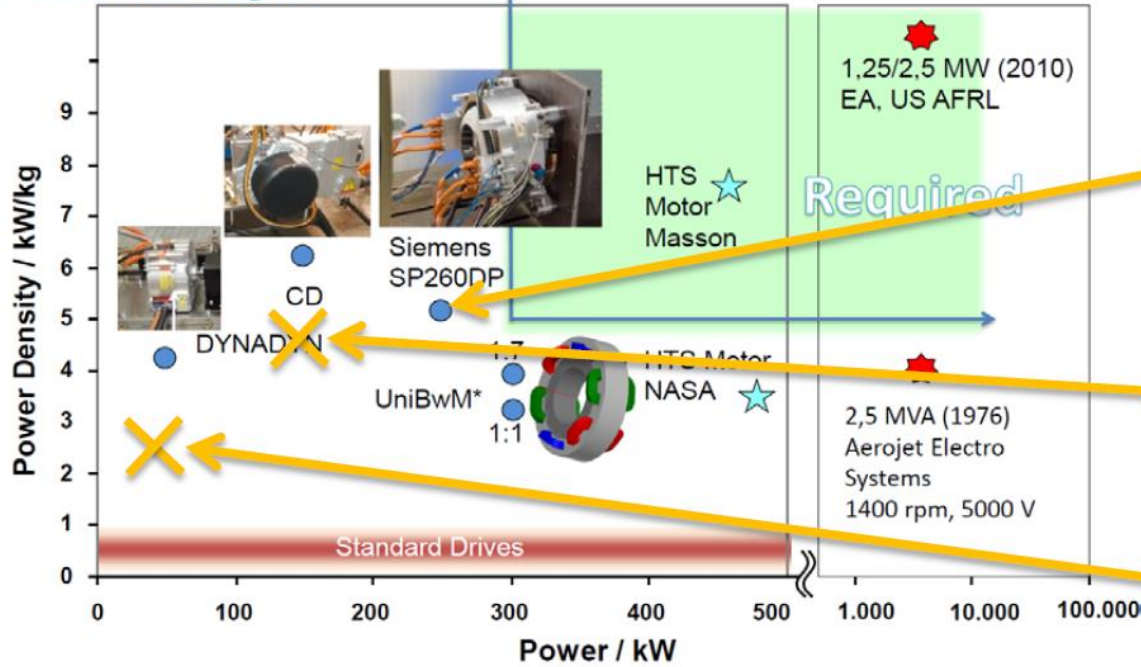 1,25/2,5 MW (2010)
EA, US AFRL
9
8
7
6
5
4
3
2
1
0
Power Density / kW/kg
HTS
Motor
Masson
Required
Siemens
SP260DP
CD
DYNADYN
1:7
UniBwM*
1:1
HTS Motor
NASA
2,5 MVA (1976)
Aerojet Electro
Systems
1400 rpm, 5000 V
Standard Drives
0
100
200
300
400
500
1.000
10.000
100.000
Power / kW